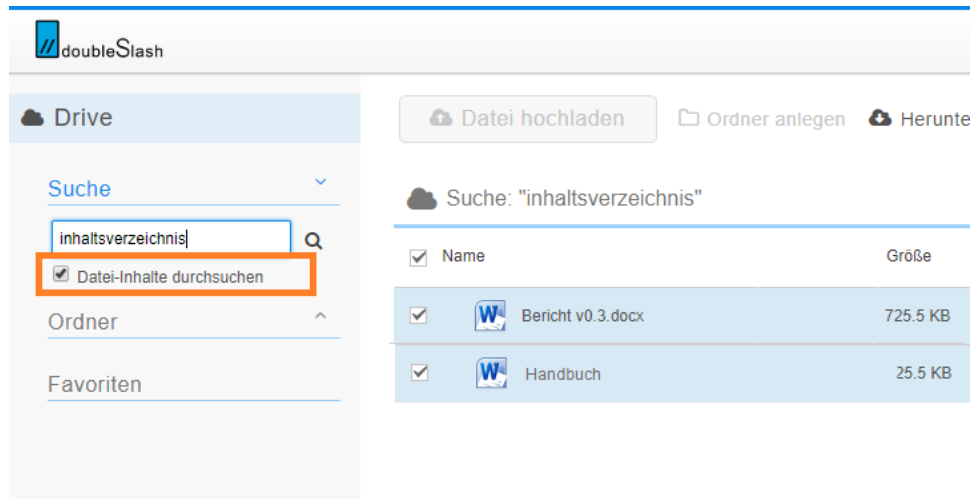 // doubleSlash
Drive
Datei hochladen
Ordner anlegen
Herunte
Suche
inhaltsverzeichnis
Datei-Inhalte durchsuchen
Ordner
Favoriten
Suche: "inhaltsverzeichnis"
Name Größe
Bericht v0.3.docx 725.5 KB
Handbuch 25.5 KB